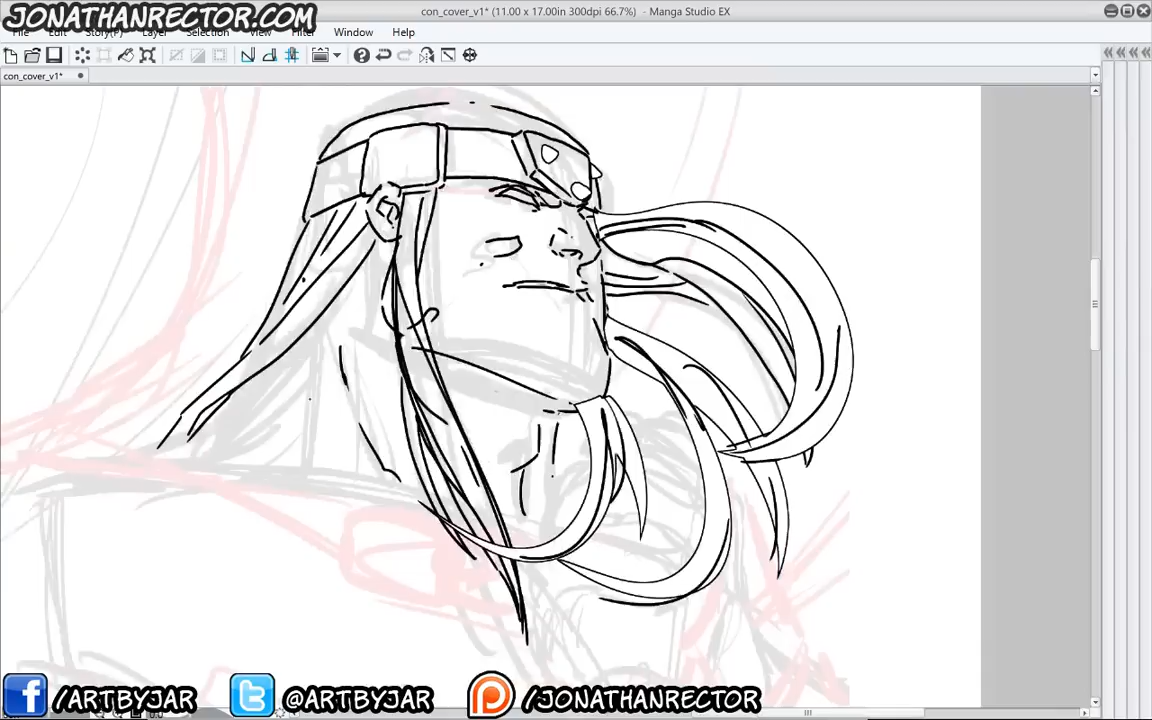 JONATHANRECTOR.COM
con_cover_v1* (11.00 x 17.00in 300dpi 66.7%) - Manga Studio EX
File Edit Story(P) Layer Selection View Filter Window Help
con_cover_v1*
/ARTBYJAR @ARTBYJAR /JONATHANRECTOR